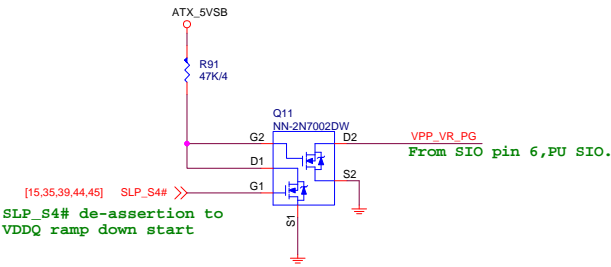 ATX_5VSB
R91
47K/4
Q11
NN-2N7002DW
G2
D2
VPP_VR_PG
From SIO pin 6,PU SIO.
D1
S2
[15,35,39,44,45] SLP_S4#
G1
SLP_S4# de-assertion to
VDDQ ramp down start
S1